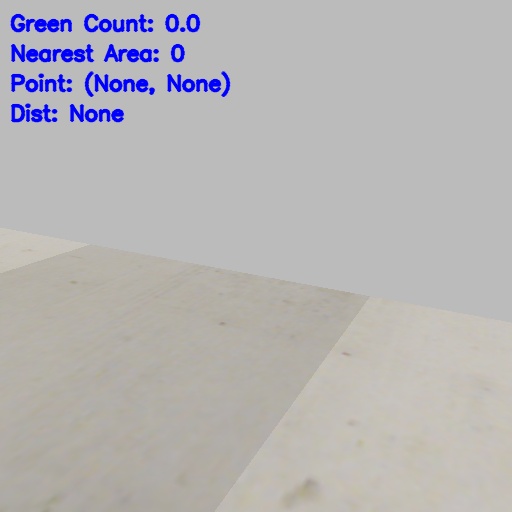 Green Count: 0.0
Nearest Area: 0
Point: (None, None)
Dist: None